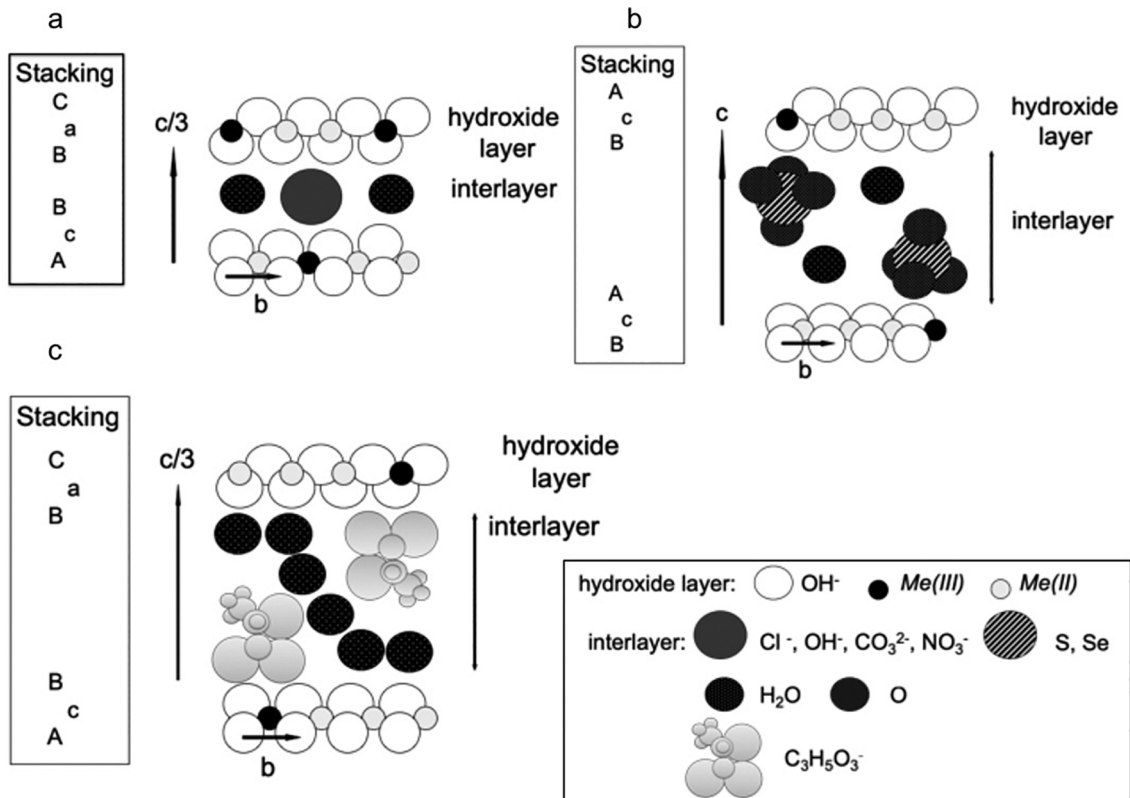 a
Stacking
C
a
B
B
c
A
c/3
b
hydroxide
layer
interlayer
b
Stacking
A
c
B
A
c
B
c
b
hydroxide
layer
interlayer
c
Stacking
C
a
B
B
c
A
c/3
b
hydroxide
layer
interlayer
hydroxide layer: OH⁻ Me(III) Me(II)
interlayer: Cl⁻, OH⁻, CO₃²⁻, NO₃⁻ S, Se
H₂O O
C₃H₅O₃⁻